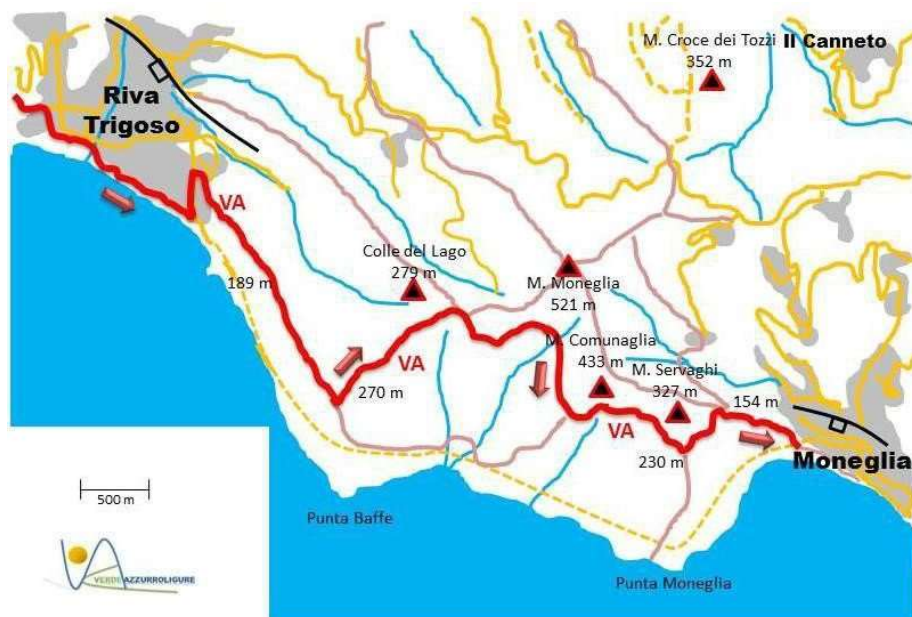 M. Croce dei Tozzi
352 m
Il Canneto
Riva
Trigoso
VA
Colle del Lago
279 m
189 m
M. Moneglia
521 m
M. Comunaglia
433 m
VA
270 m
M. Servaghi
327 m
154 m
VA
230 m
Moneglia
500 m
Punta Baffe
VERDEAZZURROLIGURE
Punta Moneglia